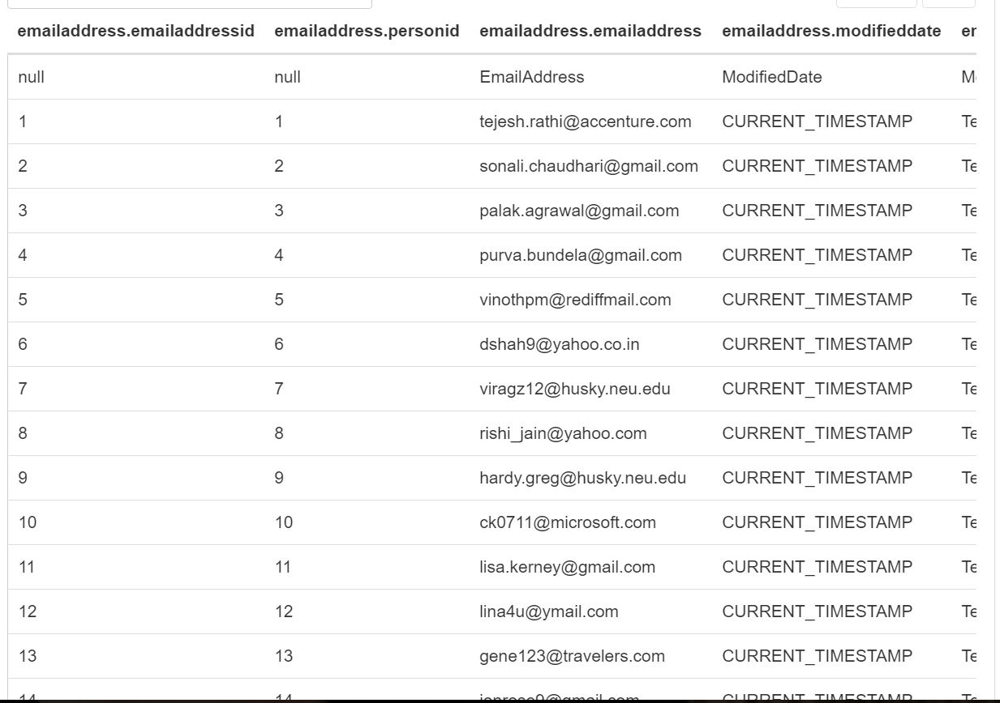 emailaddress.emailaddressid emailaddress.personid emailaddress.emailaddress emailaddress.modifieddate
null null EmailAddress ModifiedDate
1 1 tejesh.rathi@accenture.com CURRENT_TIMESTAMP Te
2 2 sonali.chaudhari@gmail.com CURRENT_TIMESTAMP Te
3 3 palak.agrawal@gmail.com CURRENT_TIMESTAMP Te
4 4 purva.bundela@gmail.com CURRENT_TIMESTAMP Te
5 5 vinothpm@rediffmail.com CURRENT_TIMESTAMP Te
6 6 dshah9@yahoo.co.in CURRENT_TIMESTAMP Te
7 7 viragz12@husky.neu.edu CURRENT_TIMESTAMP Te
8 8 rishi_jain@yahoo.com CURRENT_TIMESTAMP Te
9 9 hardy.greg@husky.neu.edu CURRENT_TIMESTAMP Te
10 10 ck0711@microsoft.com CURRENT_TIMESTAMP Te
11 11 lisa.kerney@gmail.com CURRENT_TIMESTAMP Te
12 12 lina4u@ymail.com CURRENT_TIMESTAMP Te
13 13 gene123@travelers.com CURRENT_TIMESTAMP Te
14 14 CURRENT_TIMESTAMP Te